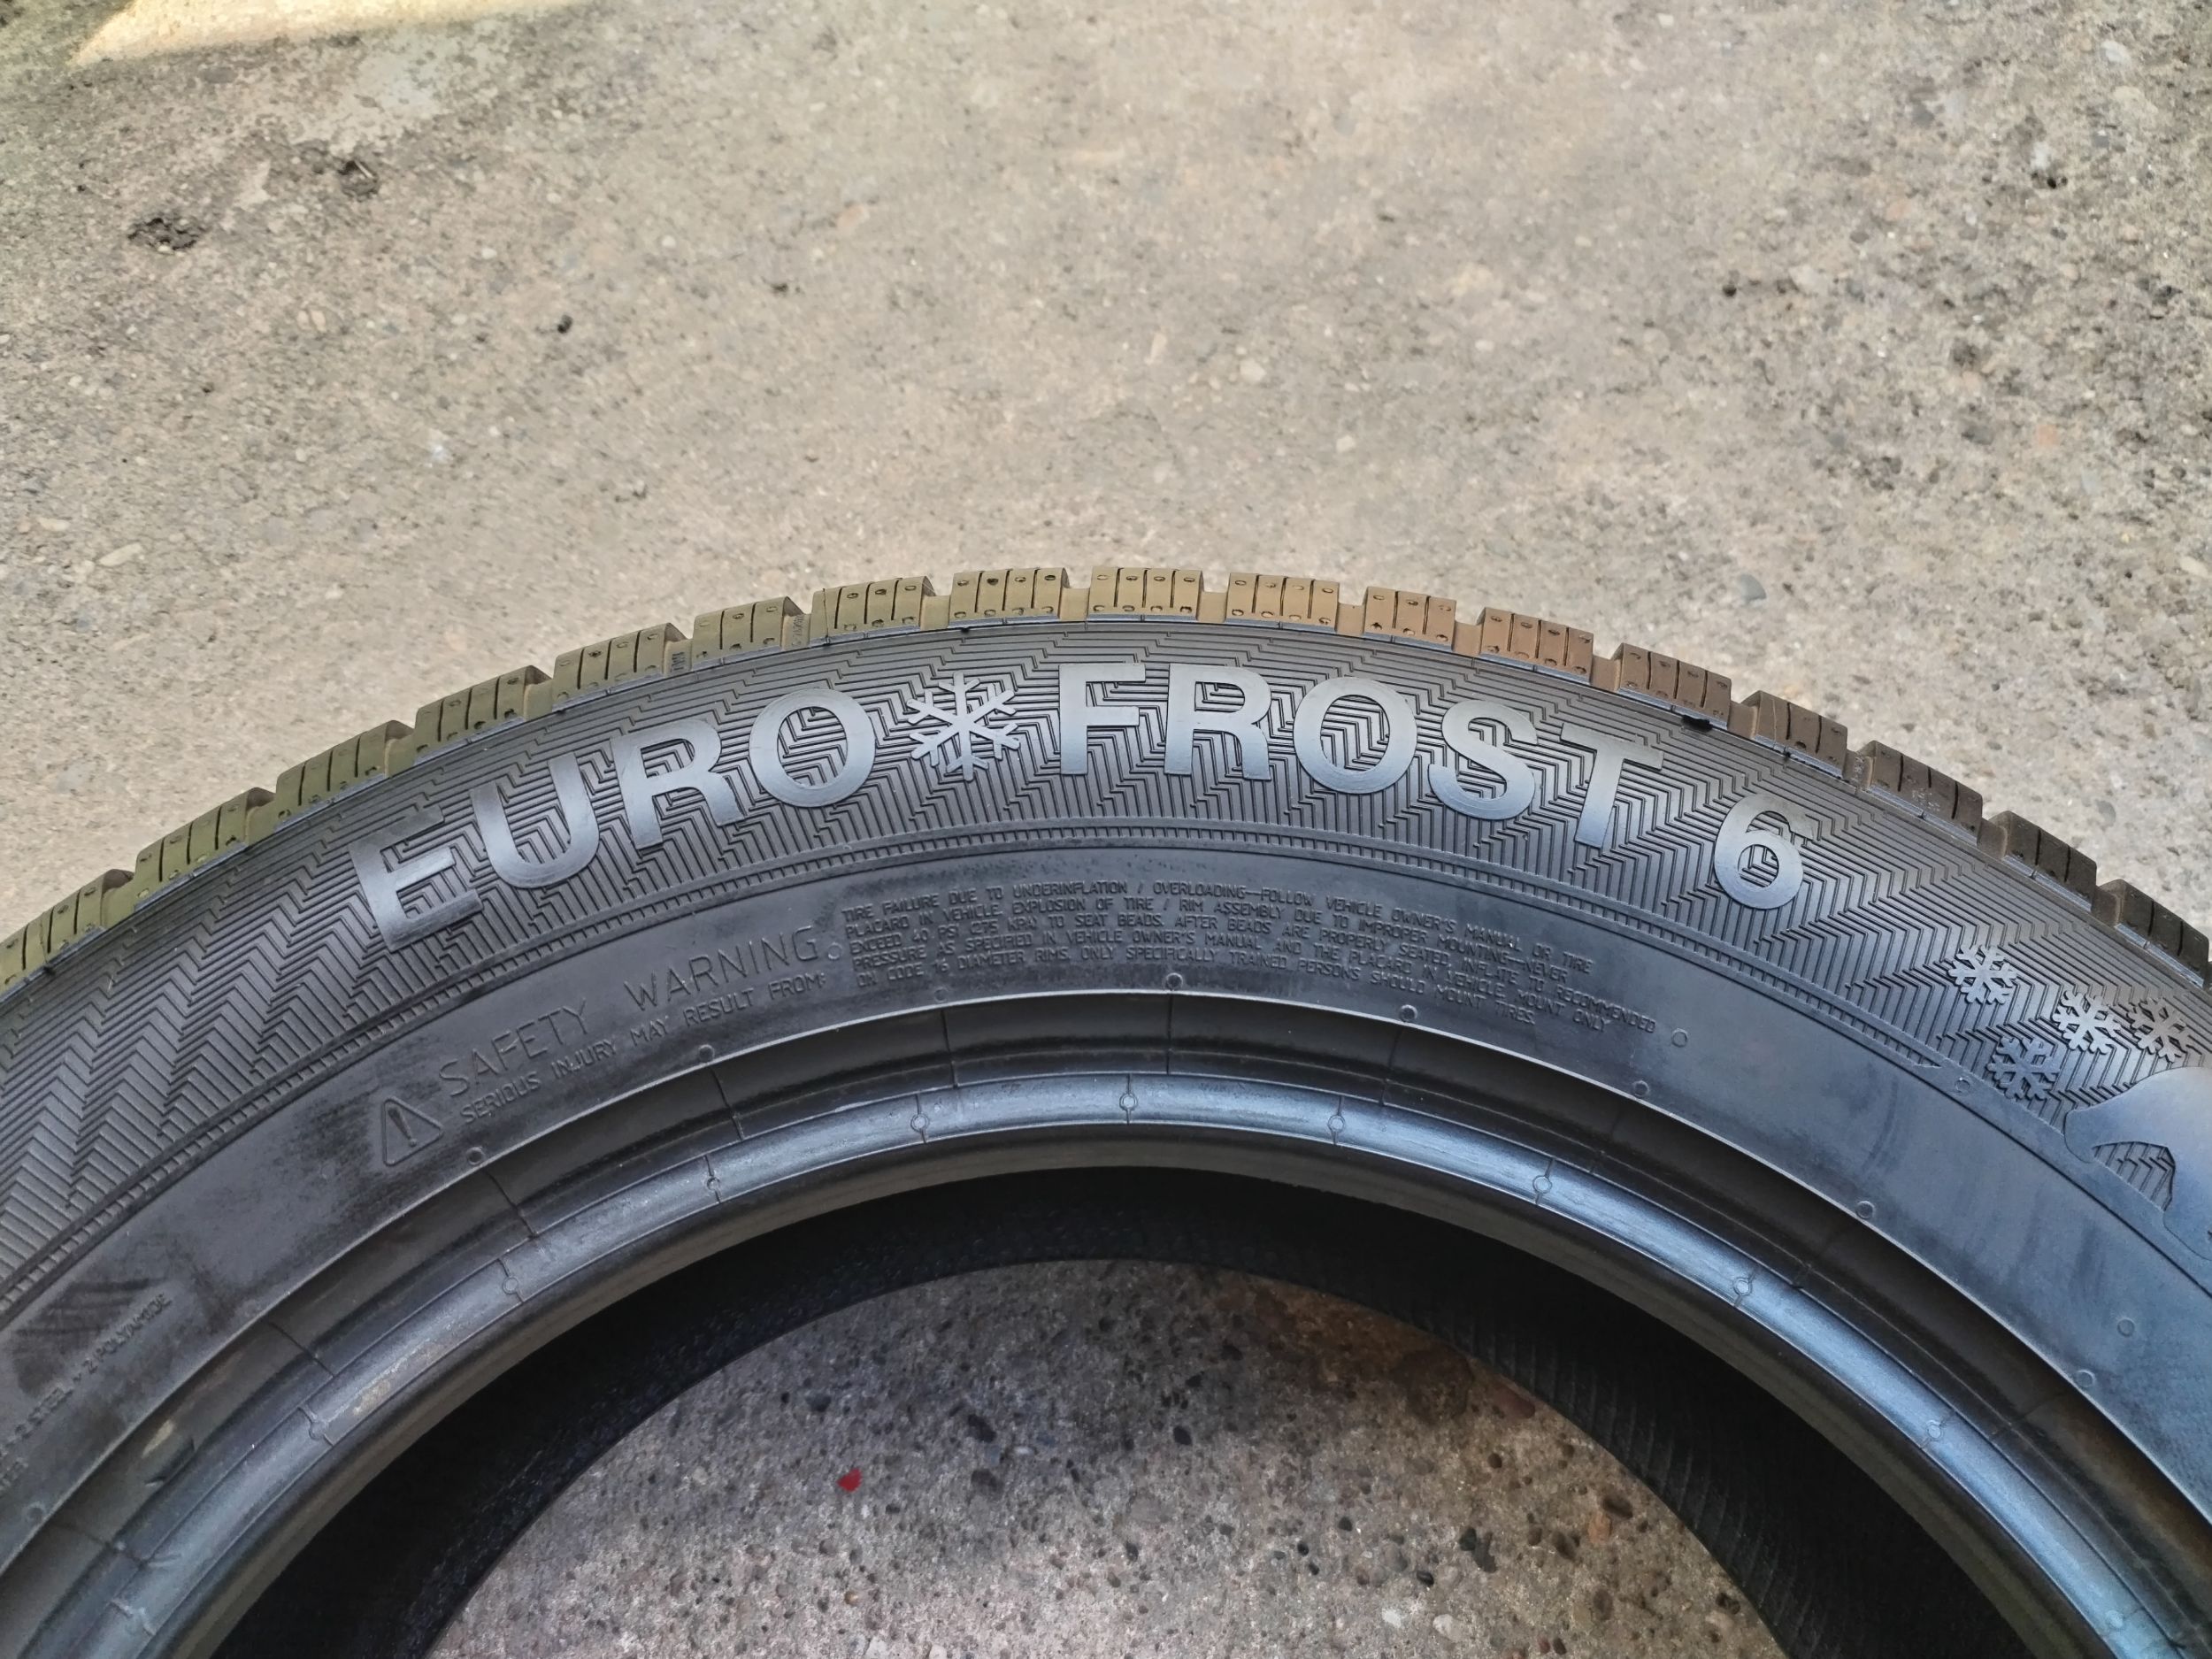 EURO FROST 6
SAFETY WARNING
SERIOUS INJURY MAY RESULT FROM:
TIRE FAILURE DUE TO UNDERINFLATION / OVERLOADING—FOLLOW VEHICLE OWNER'S MANUAL OR TIRE
PLACARD IN VEHICLE. EXPLOSION OF TIRE / RIM ASSEMBLY DUE TO IMPROPER MOUNTING—NEVER
EXCEED 40 PSI (275 KPA) TO SEAT BEADS. AFTER BEADS ARE PROPERLY SEATED, INFLATE TO RECOMMENDED
PRESSURE AS SPECIFIED IN VEHICLE OWNER'S MANUAL AND THE PLACARD IN VEHICLE. MOUNT ONLY
ON CODE 16 DIAMETER RIMS. ONLY SPECIFICALLY TRAINED PERSONS SHOULD MOUNT TIRES.
2 STEEL + 2 POLYAMIDE